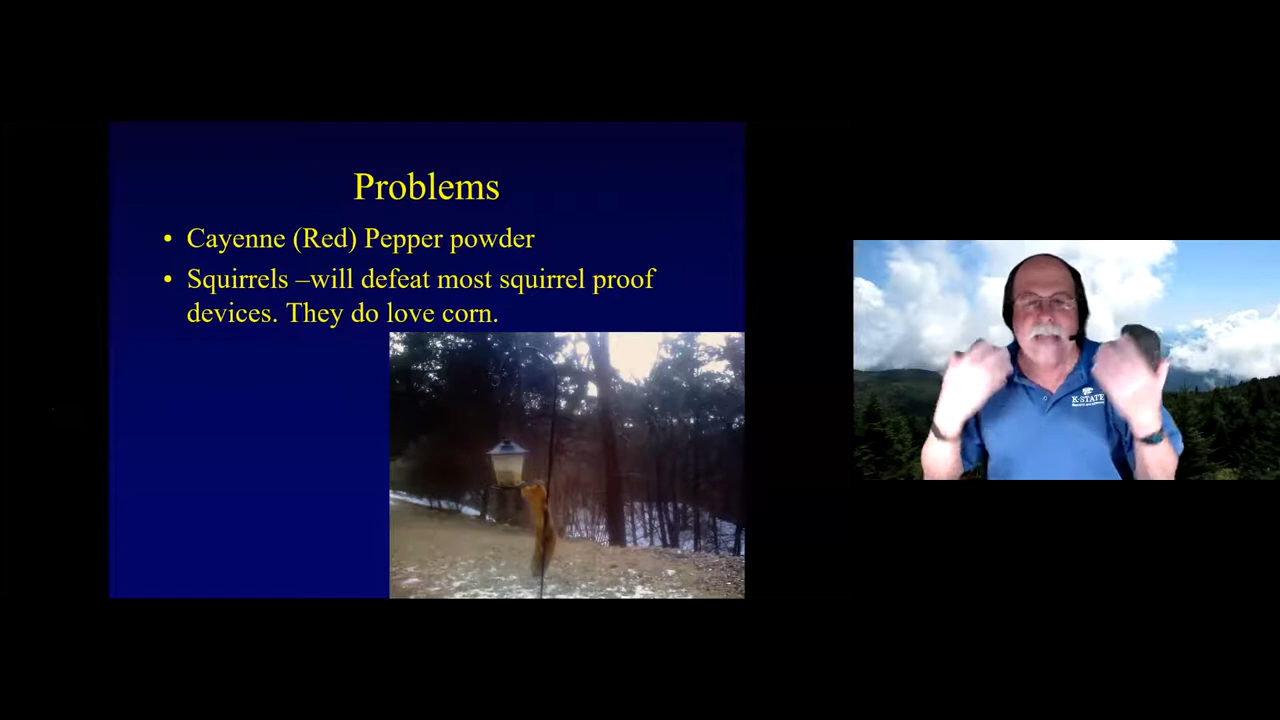 Problems
• Cayenne (Red) Pepper powder
• Squirrels –will defeat most squirrel proof
devices. They do love corn.
K-STATE